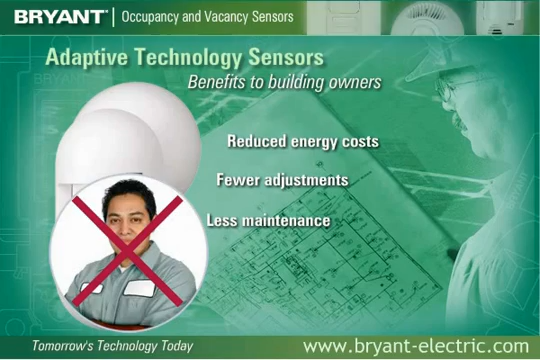 BRYANT® Occupancy and Vacancy Sensors
Adaptive Technology Sensors
Benefits to building owners
Reduced energy costs
Fewer adjustments
Less maintenance
Tomorrow's Technology Today
www.bryant-electric.com